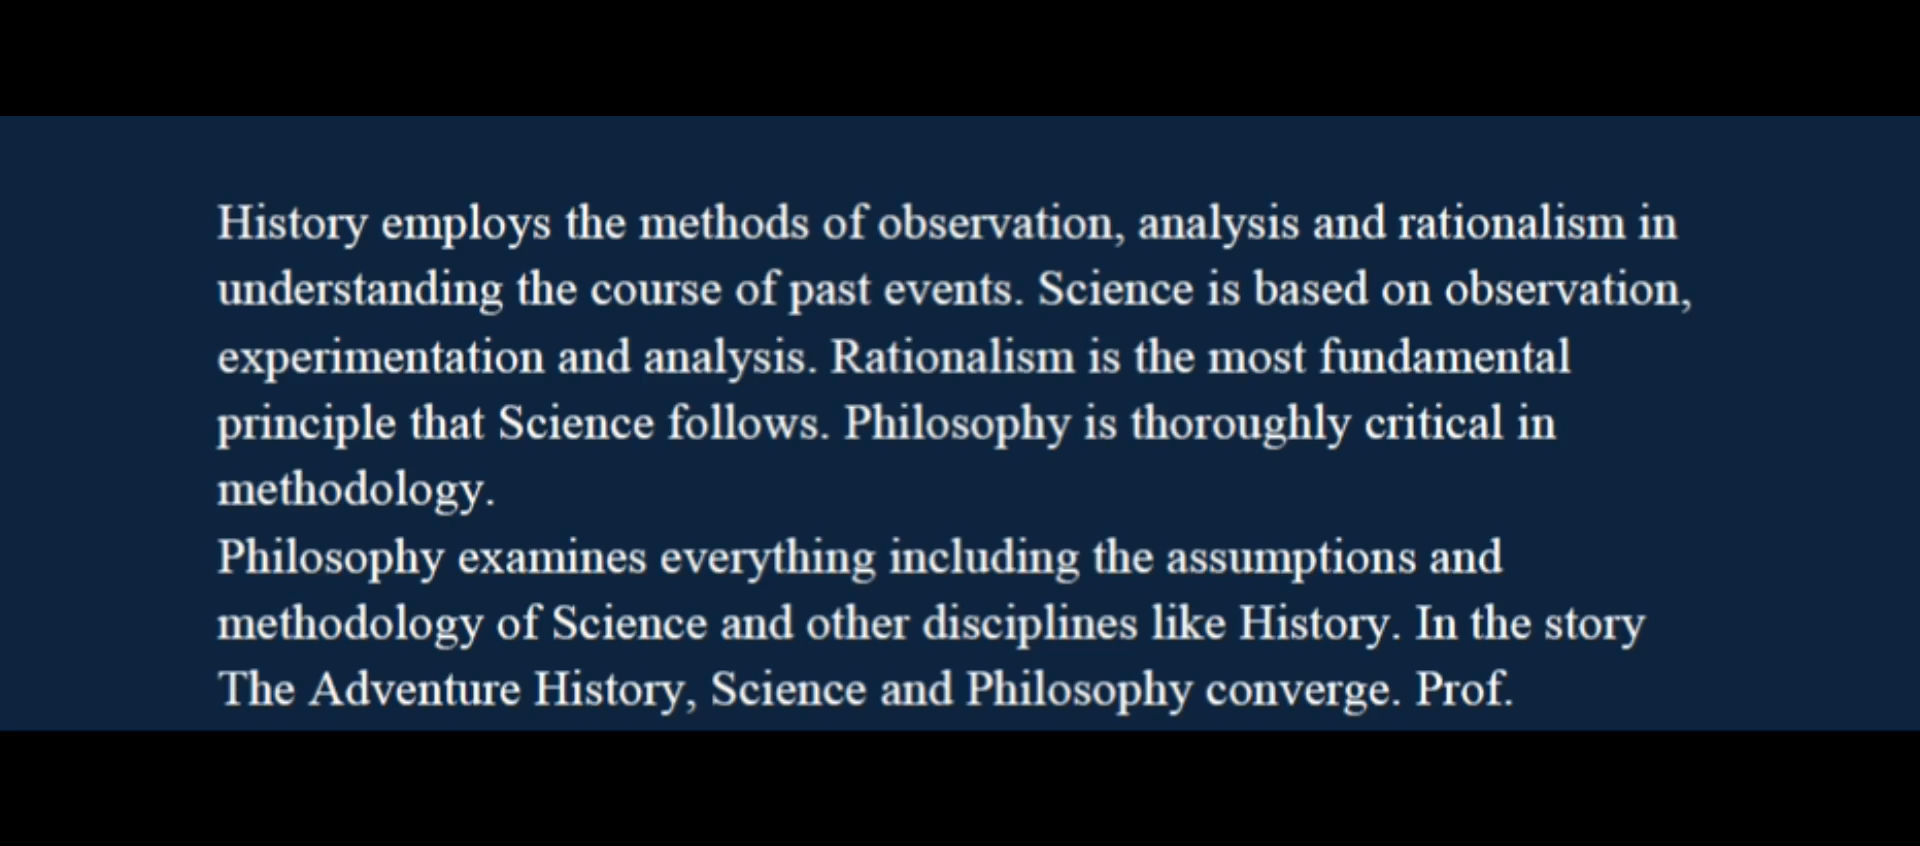 History employs the methods of observation, analysis and rationalism in
understanding the course of past events. Science is based on observation,
experimentation and analysis. Rationalism is the most fundamental
principle that Science follows. Philosophy is thoroughly critical in
methodology.
Philosophy examines everything including the assumptions and
methodology of Science and other disciplines like History. In the story
The Adventure History, Science and Philosophy converge. Prof.